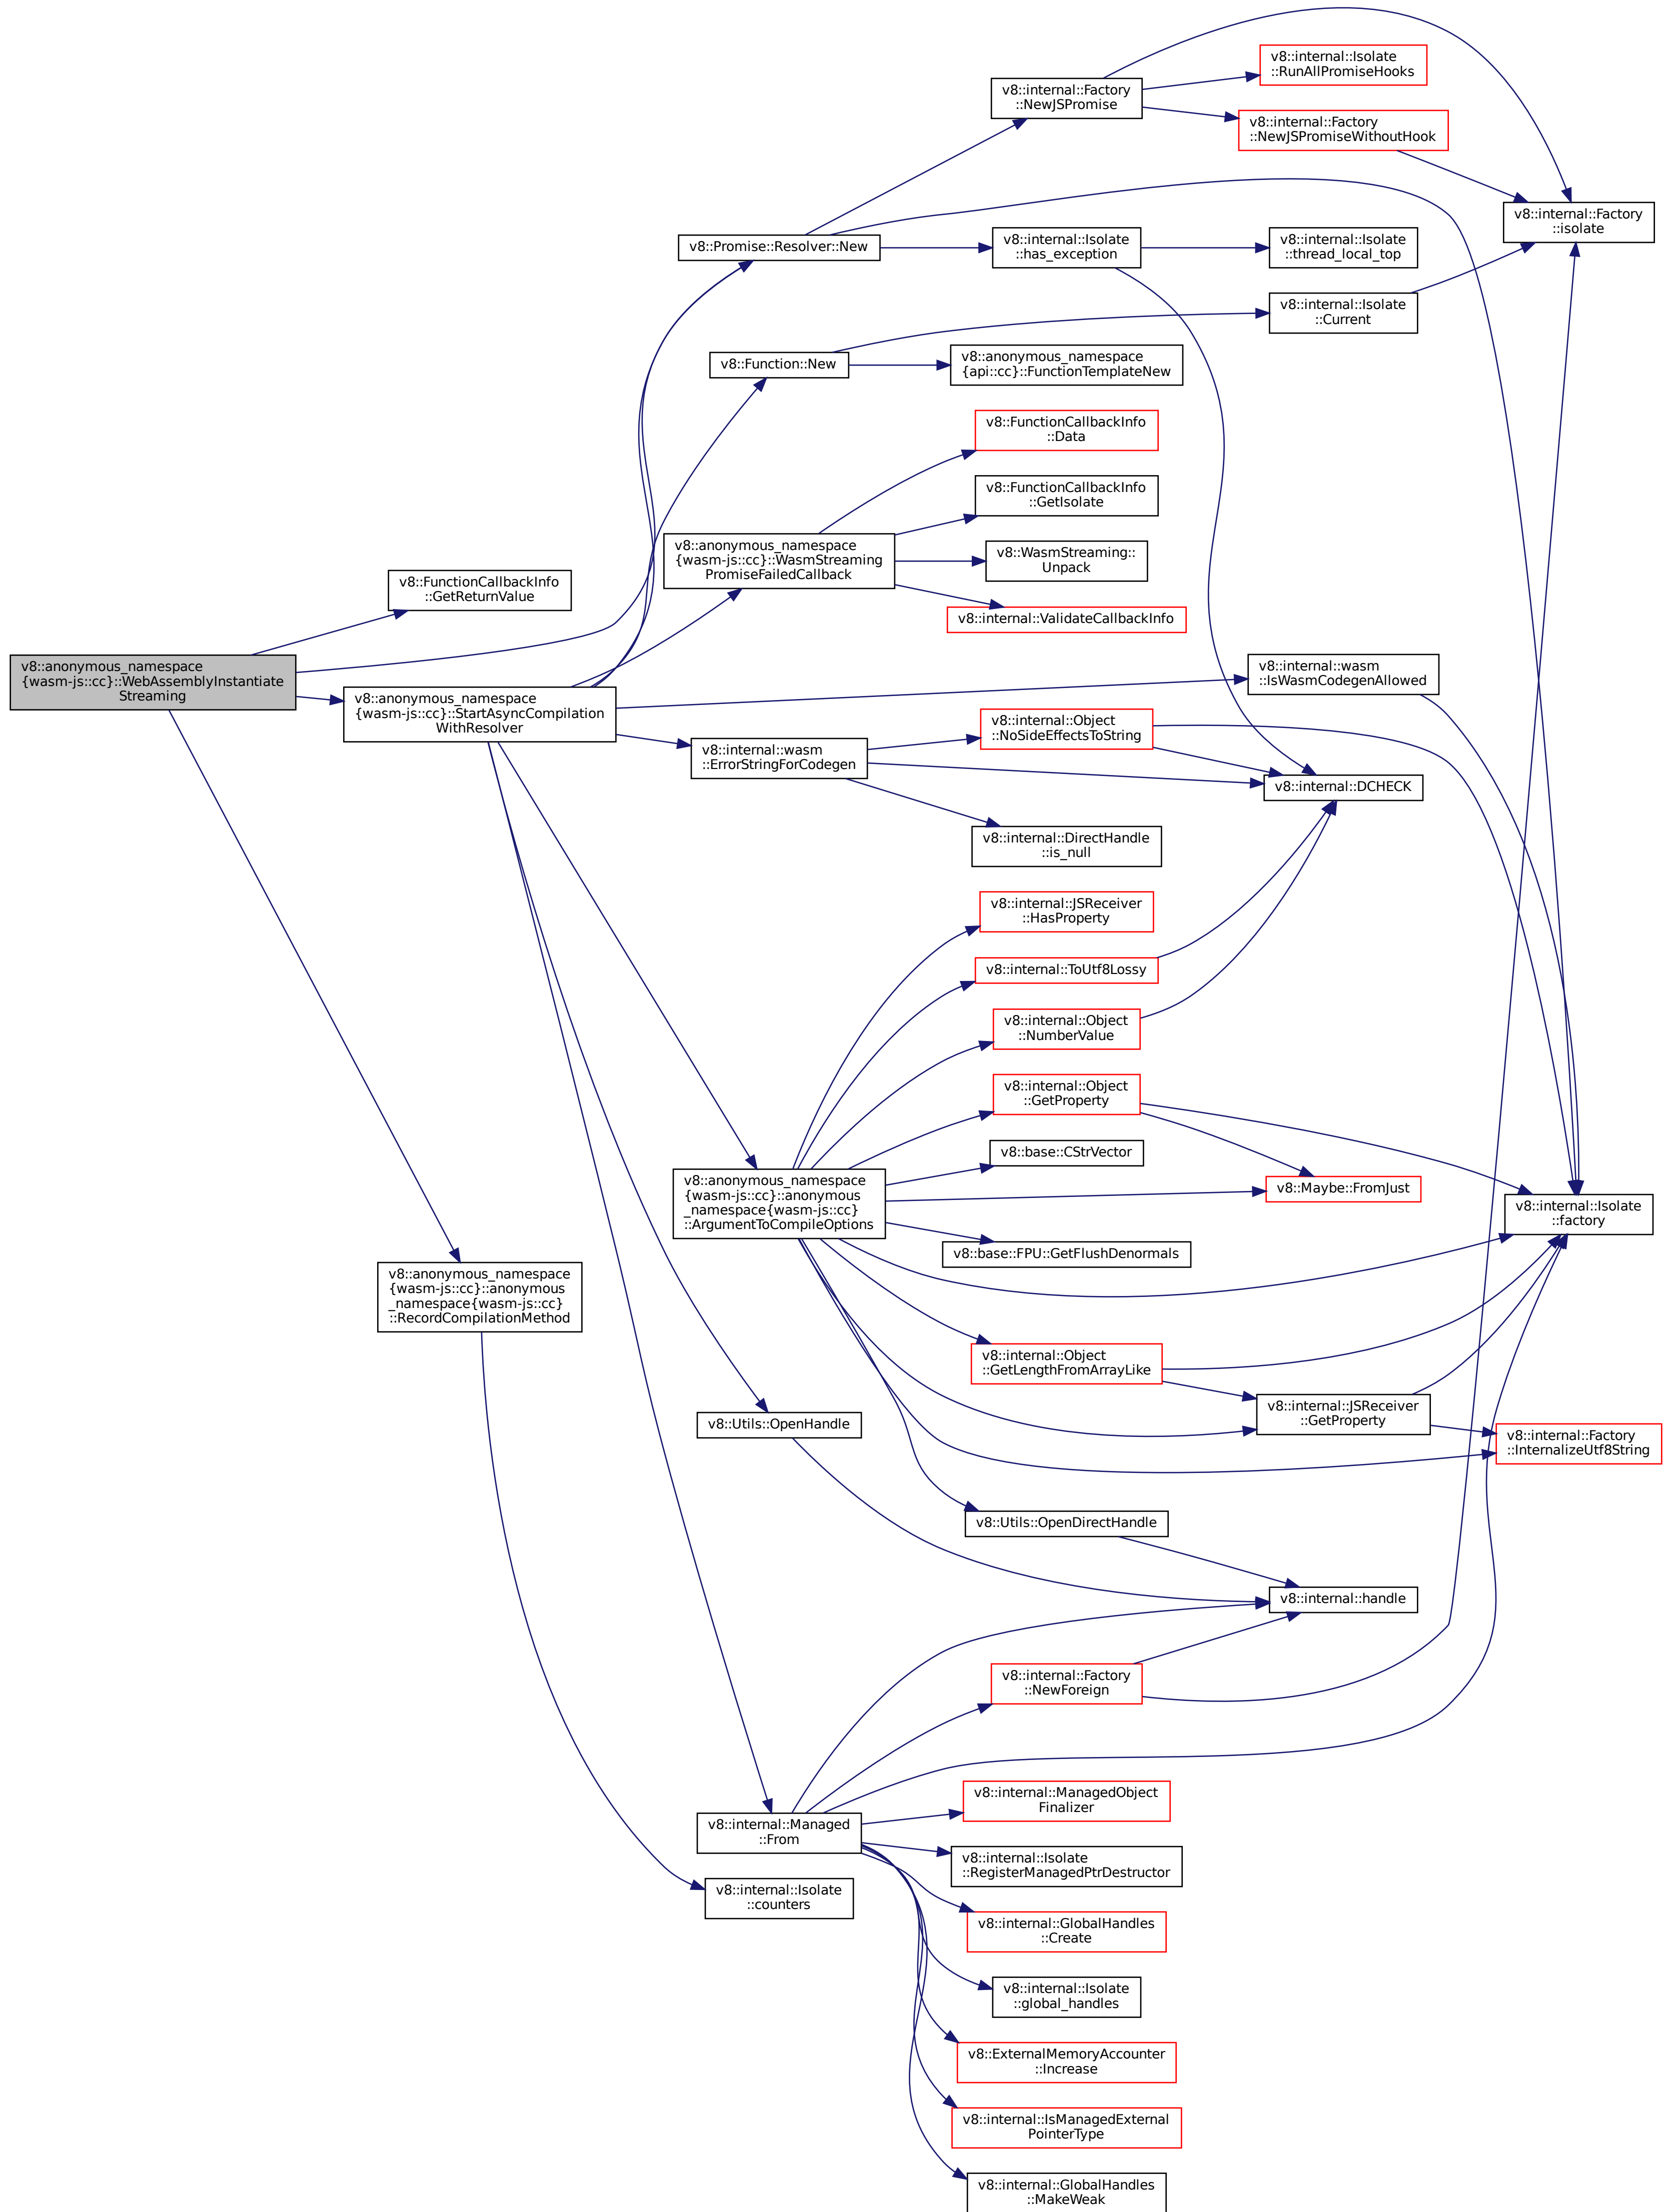 v8::internal::Isolate
::RunAllPromiseHooks
v8::internal::Factory
::NewJSPromise
v8::internal::Factory
::NewJSPromiseWithoutHook
v8::internal::Factory
::isolate
v8::Promise::Resolver::New
v8::internal::Isolate
::has_exception
v8::internal::Isolate
::thread_local_top
v8::internal::Isolate
::Current
v8::Function::New
v8::anonymous_namespace
{api::cc}::FunctionTemplateNew
v8::FunctionCallbackInfo
::Data
v8::FunctionCallbackInfo
::GetIsolate
v8::anonymous_namespace
{wasm-js::cc}::WasmStreaming
PromiseFailedCallback
v8::WasmStreaming::
Unpack
v8::FunctionCallbackInfo
::GetReturnValue
v8::internal::ValidateCallbackInfo
v8::anonymous_namespace
{wasm-js::cc}::WebAssemblyInstantiate
Streaming
v8::internal::wasm
::IsWasmCodegenAllowed
v8::anonymous_namespace
{wasm-js::cc}::StartAsyncCompilation
WithResolver
v8::internal::Object
::NoSideEffectsToString
v8::internal::wasm
::ErrorStringForCodegen
v8::internal::DCHECK
v8::internal::DirectHandle
::is_null
v8::internal::JSReceiver
::HasProperty
v8::internal::ToUtf8Lossy
v8::internal::Object
::NumberValue
v8::internal::Object
::GetProperty
v8::base::CStrVector
v8::anonymous_namespace
{wasm-js::cc}::anonymous
_namespace{wasm-js::cc}
::ArgumentToCompileOptions
v8::Maybe::FromJust
v8::internal::Isolate
::factory
v8::base::FPU::GetFlushDenormals
v8::anonymous_namespace
{wasm-js::cc}::anonymous
_namespace{wasm-js::cc}
::RecordCompilationMethod
v8::internal::Object
::GetLengthFromArrayLike
v8::internal::JSReceiver
::GetProperty
v8::Utils::OpenHandle
v8::internal::Factory
::InternalizeUtf8String
v8::Utils::OpenDirectHandle
v8::internal::handle
v8::internal::Factory
::NewForeign
v8::internal::ManagedObject
Finalizer
v8::internal::Managed
::From
v8::internal::Isolate
::RegisterManagedPtrDestructor
v8::internal::Isolate
::counters
v8::internal::GlobalHandles
::Create
v8::internal::Isolate
::global_handles
v8::ExternalMemoryAccounter
::Increase
v8::internal::IsManagedExternal
PointerType
v8::internal::GlobalHandles
::MakeWeak